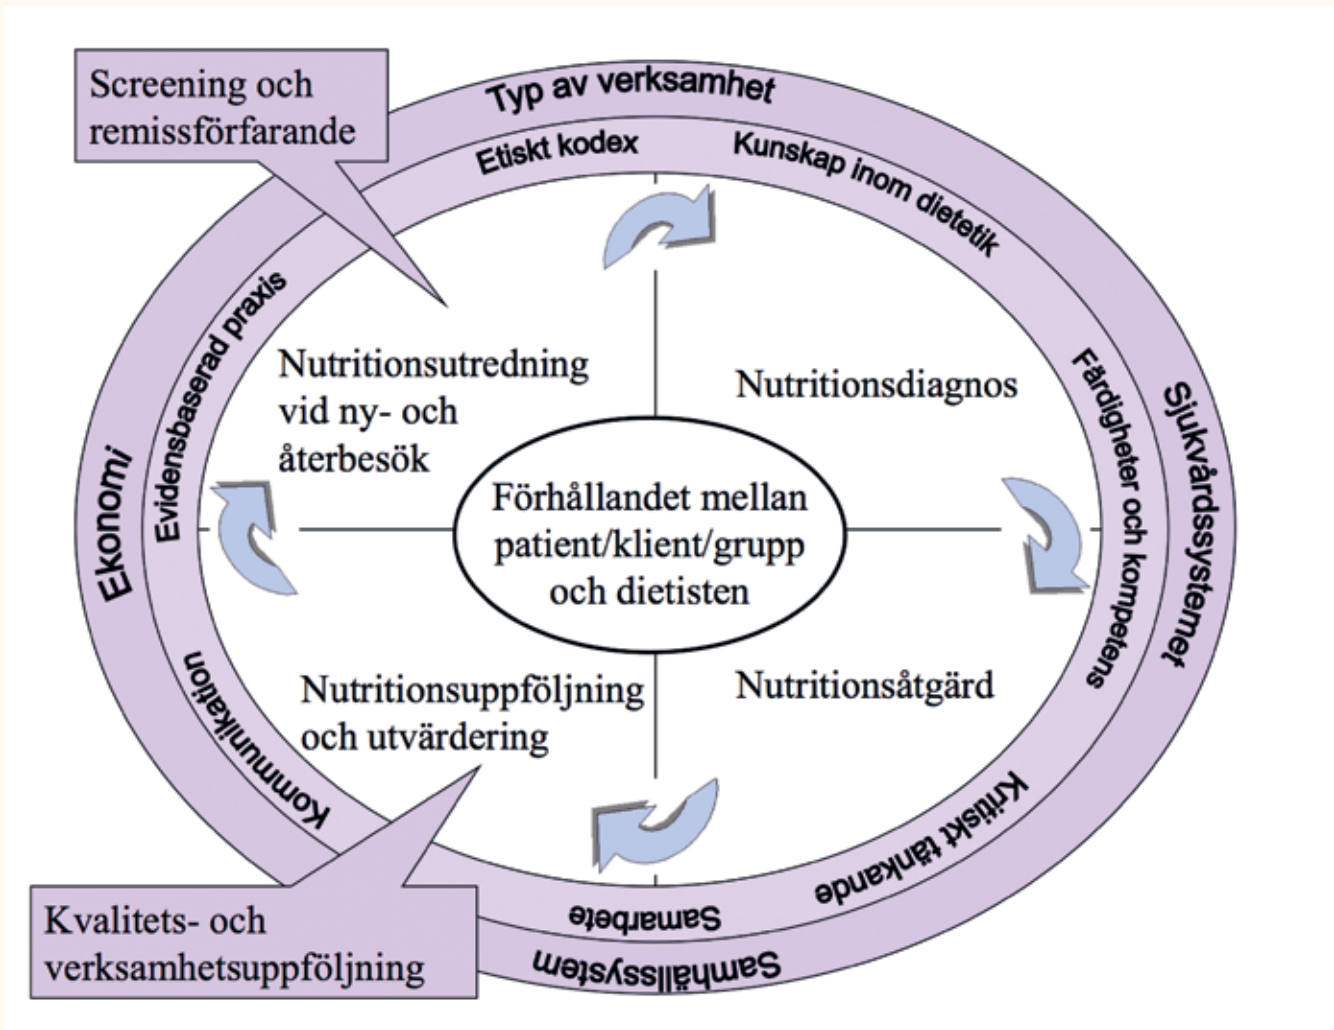 Screening och
remissförfarande
Typ av verksamhet
Etiskt kodex
Kunskap inom dietetik
Evidensbaserad praxis
Färdigheter och kompetens
Sjukvårdssystemet
Ekonomi
Nutritionsutredning
vid ny- och
återbesök
Nutritionsdiagnos
Förhållandet mellan
patient/klient/grupp
och dietisten
Nutritionsuppföljning
och utvärdering
Nutritionsåtgärd
Kommunikation
Kritiskt tänkande
Samarbete
Samhällssystem
Kvalitets- och
verksamhetsuppföljning